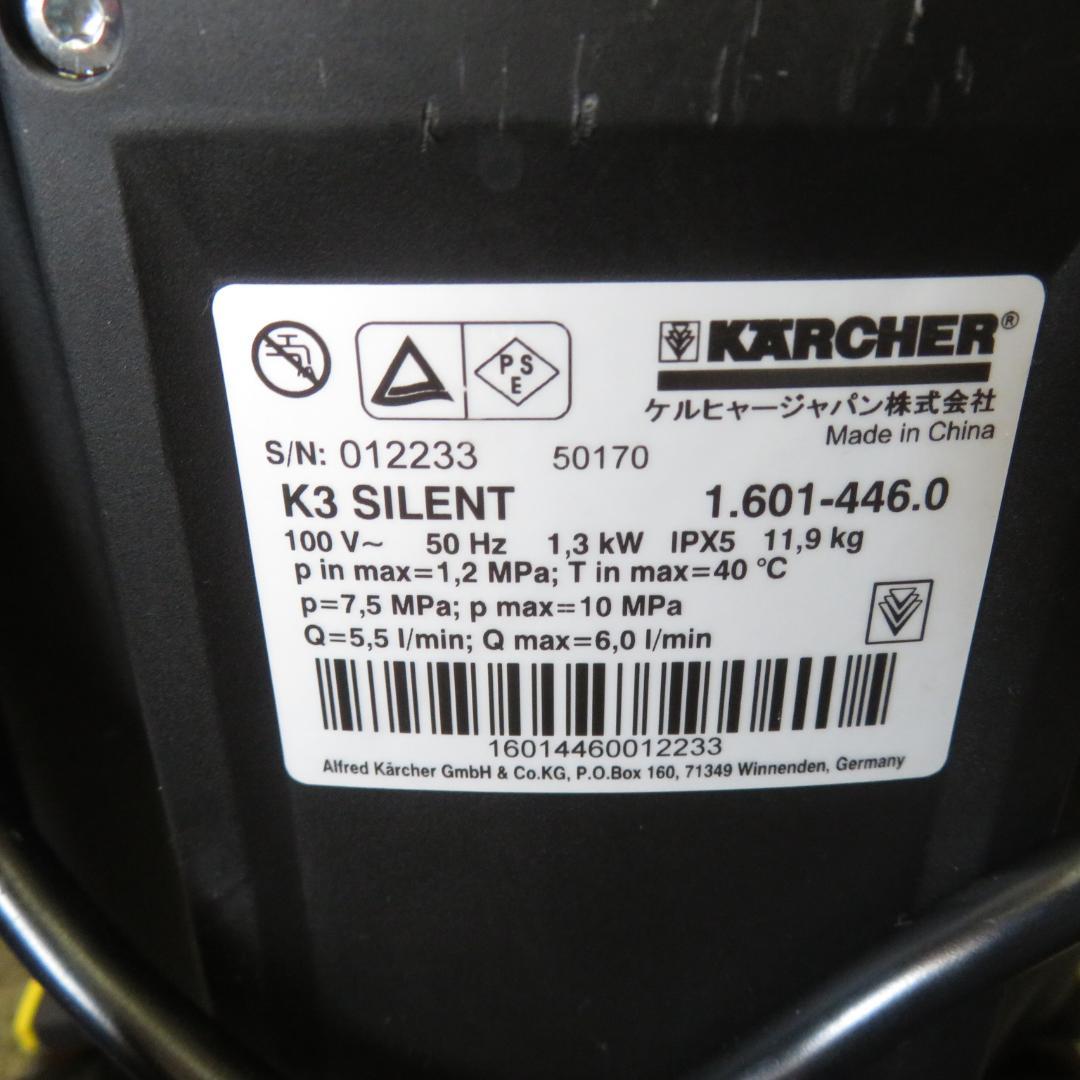 PSE
KÄRCHER®
ケルヒャージャパン株式会社
Made in China
S/N: 012233 50170
K3 SILENT 1.601-446.0
100 V~ 50 Hz 1,3 kW IPX5 11,9 kg
p in max=1,2 MPa; T in max=40 °C
p=7,5 MPa; p max=10 MPa
Q=5,5 l/min; Q max=6,0 l/min
16014460012233
Alfred Kärcher GmbH & Co.KG, P.O.Box 160, 71349 Winnenden, Germany